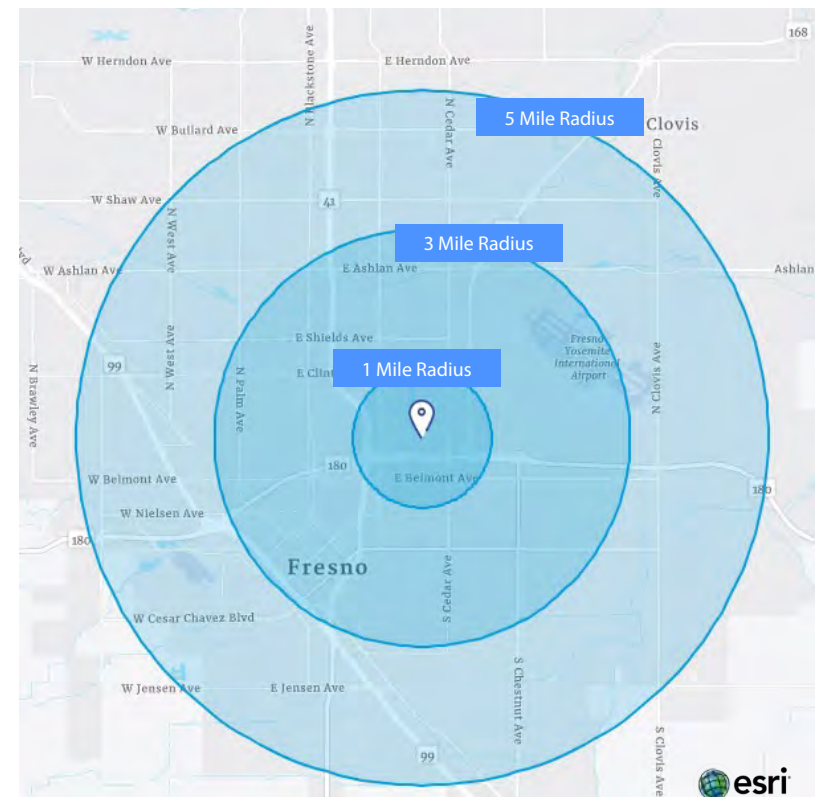 168
W Herndon Ave
E Herndon Ave
N Blackstone Ave
5 Mile Radius
N Cedar Ave
W Bullard Ave
Clovis
Clovis Ave
W Shaw Ave
41
N West Ave
3 Mile Radius
W Ashlan Ave
E Ashlan Ave
Ashlan
E Shields Ave
N West Ave
Fresno
Yosemite
International
Airport
99
1 Mile Radius
N Brawley Ave
N Palm Ave
E Clin
N Clovis Ave
180
W Belmont Ave
E Belmont Ave
180
W Nielsen Ave
180
Fresno
S Cedar Ave
W Cesar Chavez Blvd
W Jensen Ave
E Jensen Ave
S Chestnut Ave
99
S Clovis Ave
esri